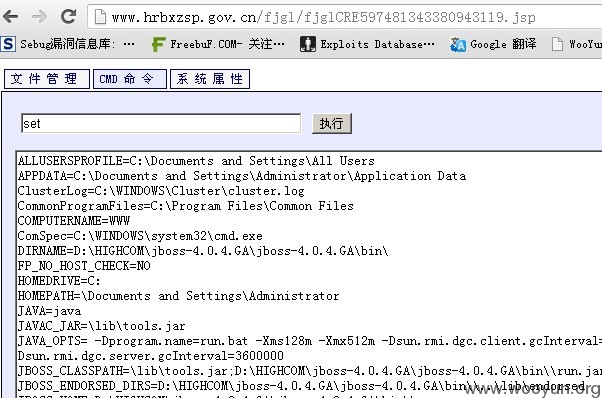 www.hrbxzsp.gov.cn/fjgl/fjglCRE597481343380943119.jsp
Sebug漏洞信息库: FreebuF.COM- 关注… Exploits Database… Google 翻译 WooYun
文件管理 CMD命令 系统属性
set 执行
ALLUSERSPROFILE=C:\Documents and Settings\All Users
APPDATA=C:\Documents and Settings\Administrator\Application Data
ClusterLog=C:\WINDOWS\Cluster\cluster.log
CommonProgramFiles=C:\Program Files\Common Files
COMPUTERNAME=WWW
ComSpec=C:\WINDOWS\system32\cmd.exe
DIRNAME=D:\HIGHCOM\jboss-4.0.4.GA\jboss-4.0.4.GA\bin\
FP_NO_HOST_CHECK=NO
HOMEDRIVE=C:
HOMEPATH=\Documents and Settings\Administrator
JAVA=java
JAVAC_JAR=\lib\tools.jar
JAVA_OPTS= -Dprogram.name=run.bat -Xms128m -Xmx512m -Dsun.rmi.dgc.client.gcInterval=
Dsun.rmi.dgc.server.gcInterval=3600000
JBOSS_CLASSPATH=\lib\tools.jar;D:\HIGHCOM\jboss-4.0.4.GA\jboss-4.0.4.GA\bin\\run.jar
JBOSS_ENDORSED_DIRS=D:\HIGHCOM\jboss-4.0.4.GA\jboss-4.0.4.GA\bin\\..\lib\endorsed
www.wooyun.org